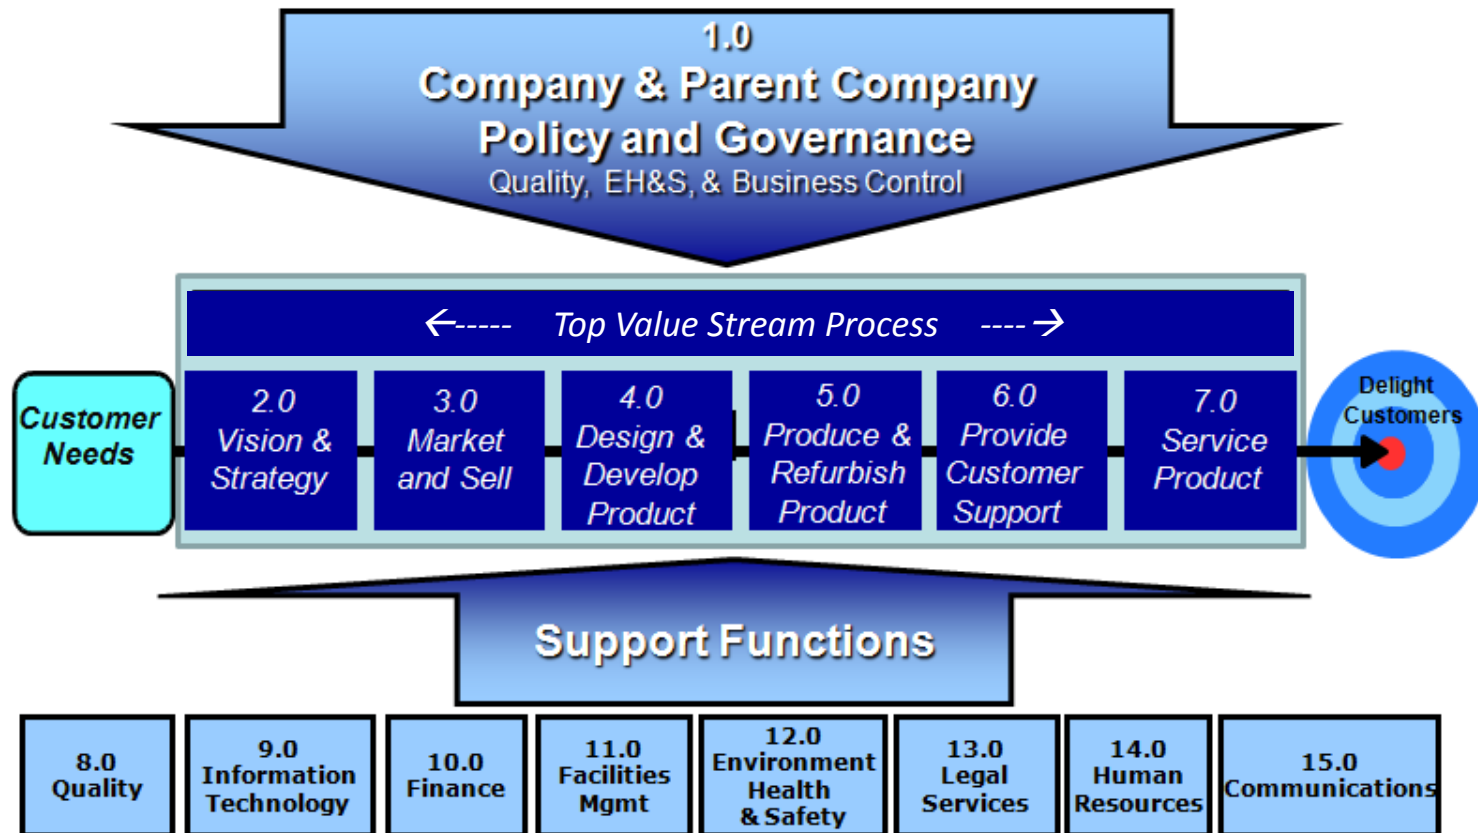 1.0
Company & Parent Company
Policy and Governance
Quality, EH&S, & Business Control
←----- Top Value Stream Process ----→
Customer
Needs
2.0
Vision &
Strategy
3.0
Market
and Sell
4.0
Design &
Develop
Product
5.0
Produce &
Refurbish
Product
6.0
Provide
Customer
Support
7.0
Service
Product
Delight
Customers
Support Functions
8.0
Quality
9.0
Information
Technology
10.0
Finance
11.0
Facilities
Mgmt
12.0
Environment
Health
& Safety
13.0
Legal
Services
14.0
Human
Resources
15.0
Communications